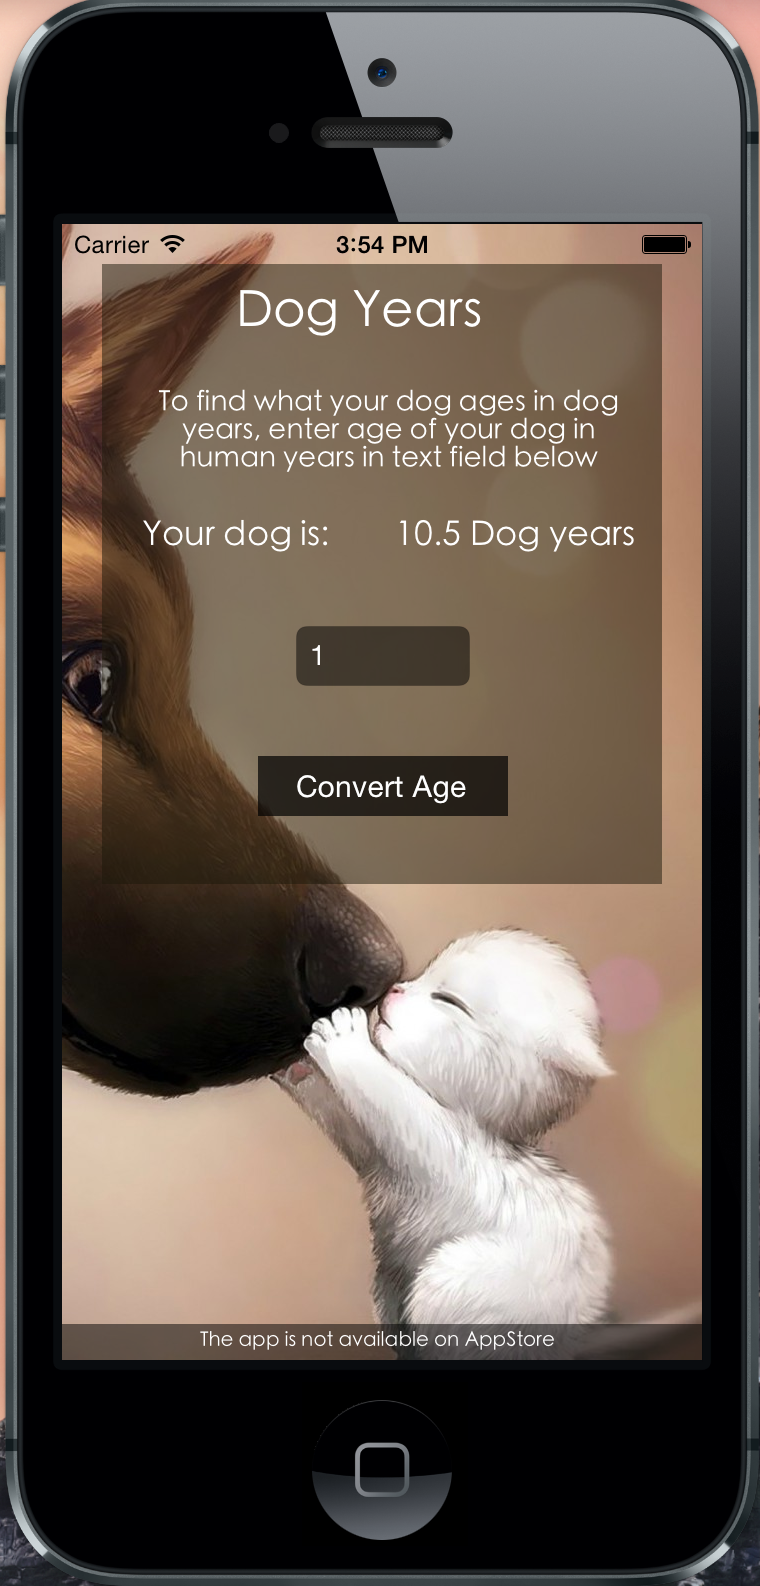 Carrier 3:54 PM
Dog Years
To find what your dog ages in dog
years, enter age of your dog in
human years in text field below
Your dog is: 10.5 Dog years
1
Convert Age
The app is not available on AppStore